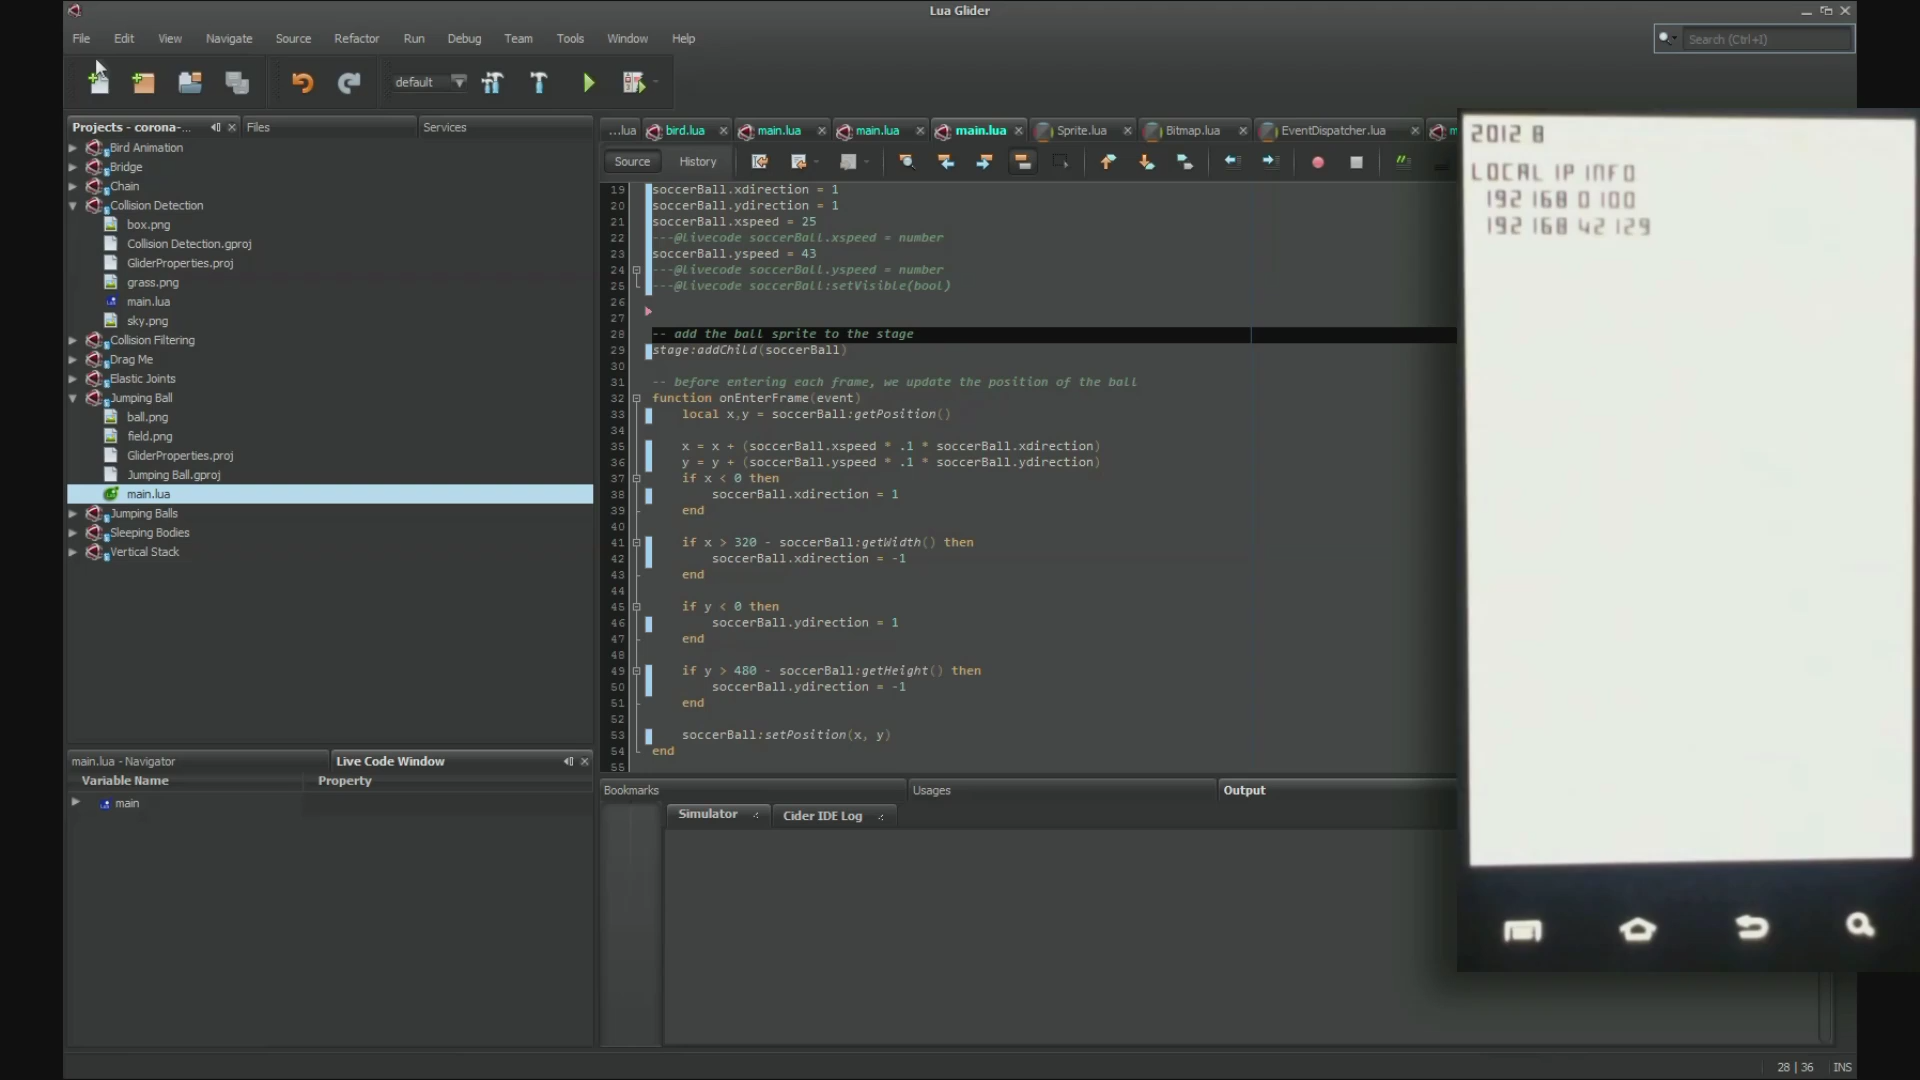 Lua Glider
File Edit View Navigate Source Refactor Run Debug Team Tools Window Help
Search (Ctrl+I)
default
Projects - corona-...
Files
Services
Bird Animation
Bridge
Chain
Collision Detection
box.png
Collision Detection.gproj
GliderProperties.proj
grass.png
main.lua
sky.png
Collision Filtering
Drag Me
Elastic Joints
Jumping Ball
ball.png
field.png
GliderProperties.proj
Jumping Ball.gproj
main.lua
Jumping Balls
Sleeping Bodies
Vertical Stack
main.lua - Navigator
Live Code Window
Variable Name Property
main
...lua bird.lua main.lua main.lua main.lua Sprite.lua Bitmap.lua EventDispatcher.lua m
Source History
19 soccerBall.xdirection = 1
20 soccerBall.ydirection = 1
21 soccerBall.xspeed = 25
22 ---@livecode soccerBall.xspeed = number
23 soccerBall.yspeed = 43
24 ---@livecode soccerBall.yspeed = number
25 ---@livecode soccerBall:setVisible(bool)
26
27
28 -- add the ball sprite to the stage
29 stage:addChild(soccerBall)
30
31 -- before entering each frame, we update the position of the ball
32 function onEnterFrame(event)
33 local x,y = soccerBall:getPosition()
34
35 x = x + (soccerBall.xspeed * .1 * soccerBall.xdirection)
36 y = y + (soccerBall.yspeed * .1 * soccerBall.ydirection)
37 if x < 0 then
38 soccerBall.xdirection = 1
39 end
40
41 if x > 320 - soccerBall:getWidth() then
42 soccerBall.xdirection = -1
43 end
44
45 if y < 0 then
46 soccerBall.ydirection = 1
47 end
48
49 if y > 480 - soccerBall:getHeight() then
50 soccerBall.ydirection = -1
51 end
52
53 soccerBall:setPosition(x, y)
54 end
55
Bookmarks Usages Output
Simulator Cider IDE Log
28 | 36 INS
2012 8
LOCAL IP INFO
192 168 0 100
192 168 42 129